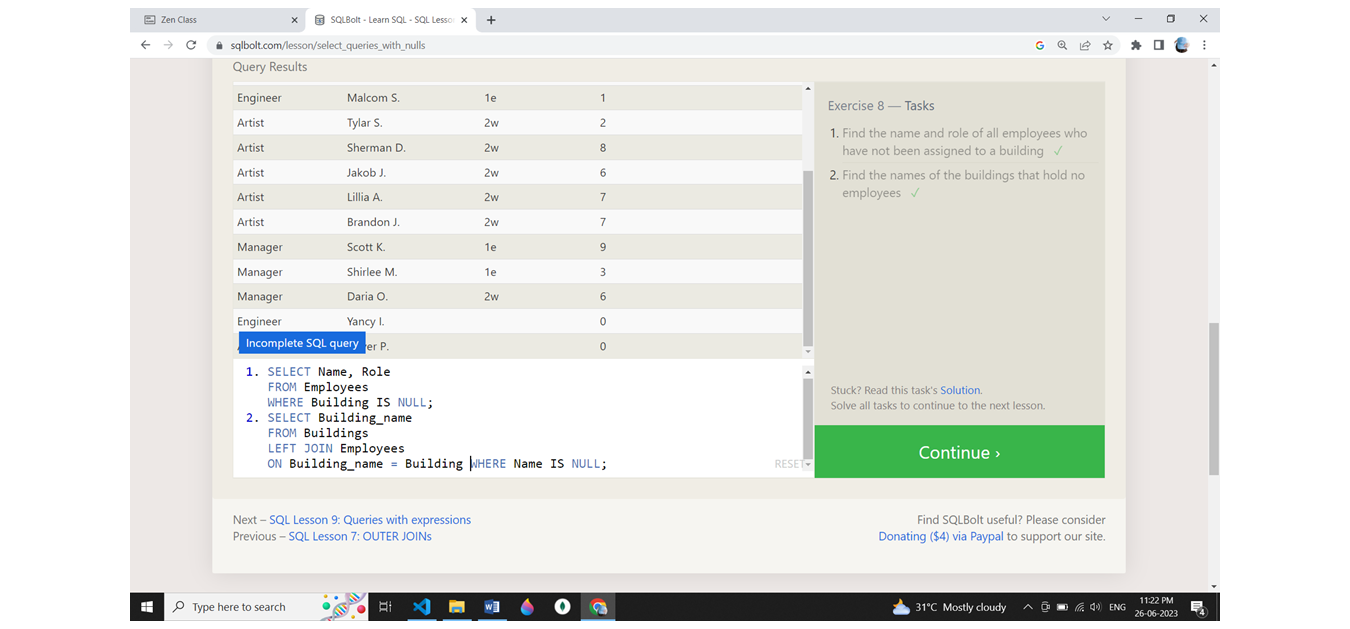 Zen Class
SQLBolt - Learn SQL - SQL Lesso
sqlbolt.com/lesson/select_queries_with_nulls
Query Results
Engineer Malcom S. 1e 1
Artist Tylar S. 2w 2
Artist Sherman D. 2w 8
Artist Jakob J. 2w 6
Artist Lillia A. 2w 7
Artist Brandon J. 2w 7
Manager Scott K. 1e 9
Manager Shirlee M. 1e 3
Manager Daria O. 2w 6
Engineer Yancy I. 0
er P. 0
Incomplete SQL query
1. SELECT Name, Role
FROM Employees
WHERE Building IS NULL;
2. SELECT Building_name
FROM Buildings
LEFT JOIN Employees
ON Building_name = Building WHERE Name IS NULL;
RESET
Exercise 8 — Tasks
1. Find the name and role of all employees who
have not been assigned to a building ✓
2. Find the names of the buildings that hold no
employees ✓
Stuck? Read this task's Solution.
Solve all tasks to continue to the next lesson.
Continue ›
Next – SQL Lesson 9: Queries with expressions
Previous – SQL Lesson 7: OUTER JOINs
Find SQLBolt useful? Please consider
Donating ($4) via Paypal to support our site.
Type here to search
31°C Mostly cloudy
ENG
11:22 PM
26-06-2023
4